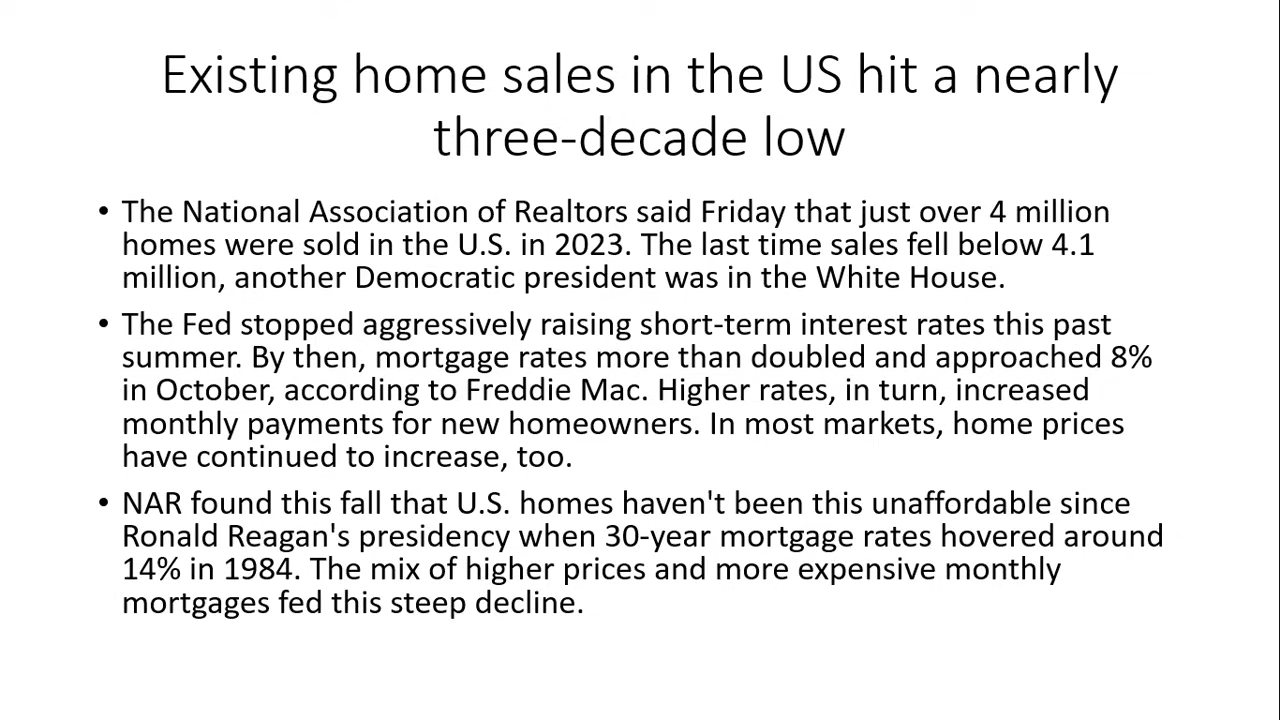 Existing home sales in the US hit a nearly
three-decade low
• The National Association of Realtors said Friday that just over 4 million
homes were sold in the U.S. in 2023. The last time sales fell below 4.1
million, another Democratic president was in the White House.
• The Fed stopped aggressively raising short-term interest rates this past
summer. By then, mortgage rates more than doubled and approached 8%
in October, according to Freddie Mac. Higher rates, in turn, increased
monthly payments for new homeowners. In most markets, home prices
have continued to increase, too.
• NAR found this fall that U.S. homes haven't been this unaffordable since
Ronald Reagan's presidency when 30-year mortgage rates hovered around
14% in 1984. The mix of higher prices and more expensive monthly
mortgages fed this steep decline.